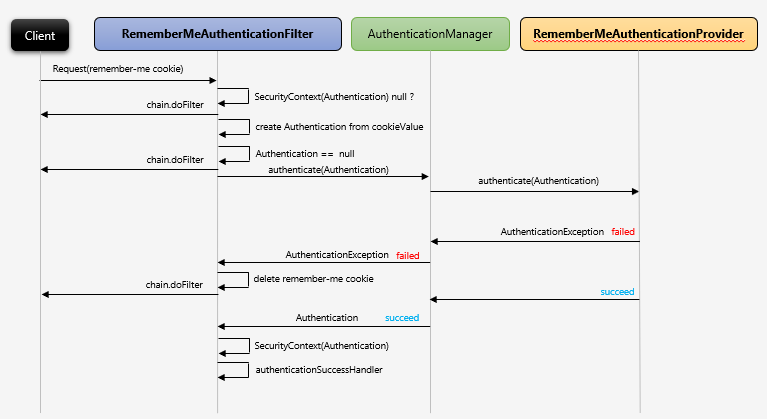 Client
RememberMeAuthenticationFilter
AuthenticationManager
RememberMeAuthenticationProvider
Request(remember-me cookie)
SecurityContext(Authentication) null ?
chain.doFilter
create Authentication from cookieValue
Authentication == null
chain.doFilter
authenticate(Authentication)
authenticate(Authentication)
AuthenticationException failed
AuthenticationException failed
delete remember-me cookie
chain.doFilter
succeed
Authentication succeed
SecurityContext(Authentication)
authenticationSuccessHandler